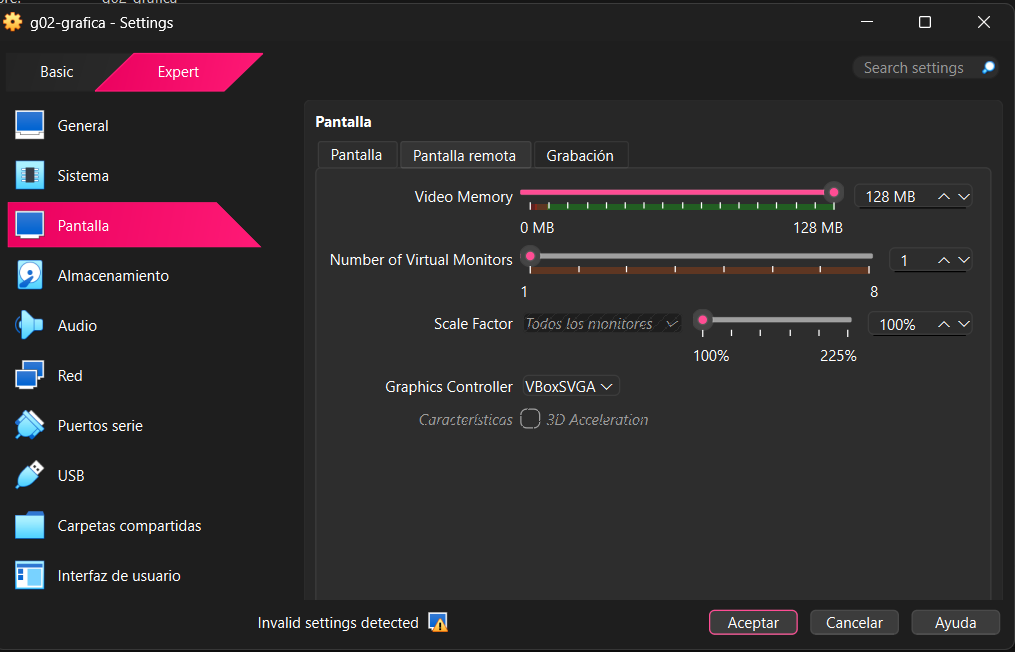 g02-grafica
g02-grafica - Settings
Basic
Expert
Search settings
General
Sistema
Pantalla
Almacenamiento
Audio
Red
Puertos serie
USB
Carpetas compartidas
Interfaz de usuario
Pantalla
Pantalla
Pantalla remota
Grabación
Video Memory
128 MB
0 MB
128 MB
Number of Virtual Monitors
1
1
8
Scale Factor
Todos los monitores
100%
100%
225%
Graphics Controller
VBoxSVGA
Características
3D Acceleration
Invalid settings detected
Aceptar
Cancelar
Ayuda